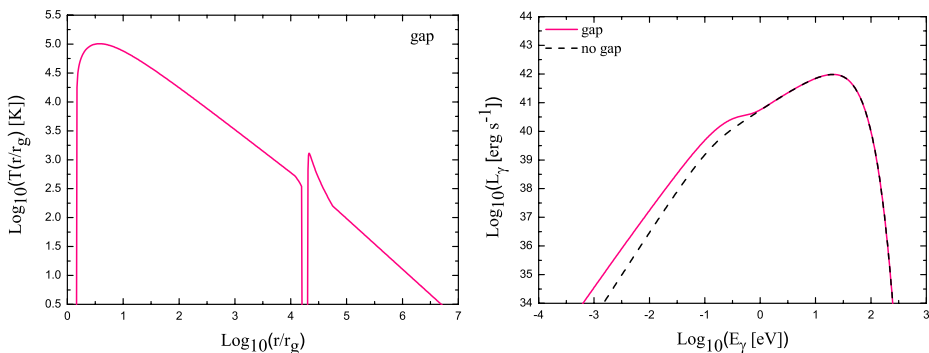 gap
Log10(T(r/rg) [K])
5.5
5.0
4.5
4.0
3.5
3.0
2.5
2.0
1.5
1.0
0.5
0 1 2 3 4 5 6 7
Log10(r/rg)
gap
no gap
Log10(Lγ [erg s-1])
44
43
42
41
40
39
38
37
36
35
34
-4 -3 -2 -1 0 1 2 3
Log10(Eγ [eV])